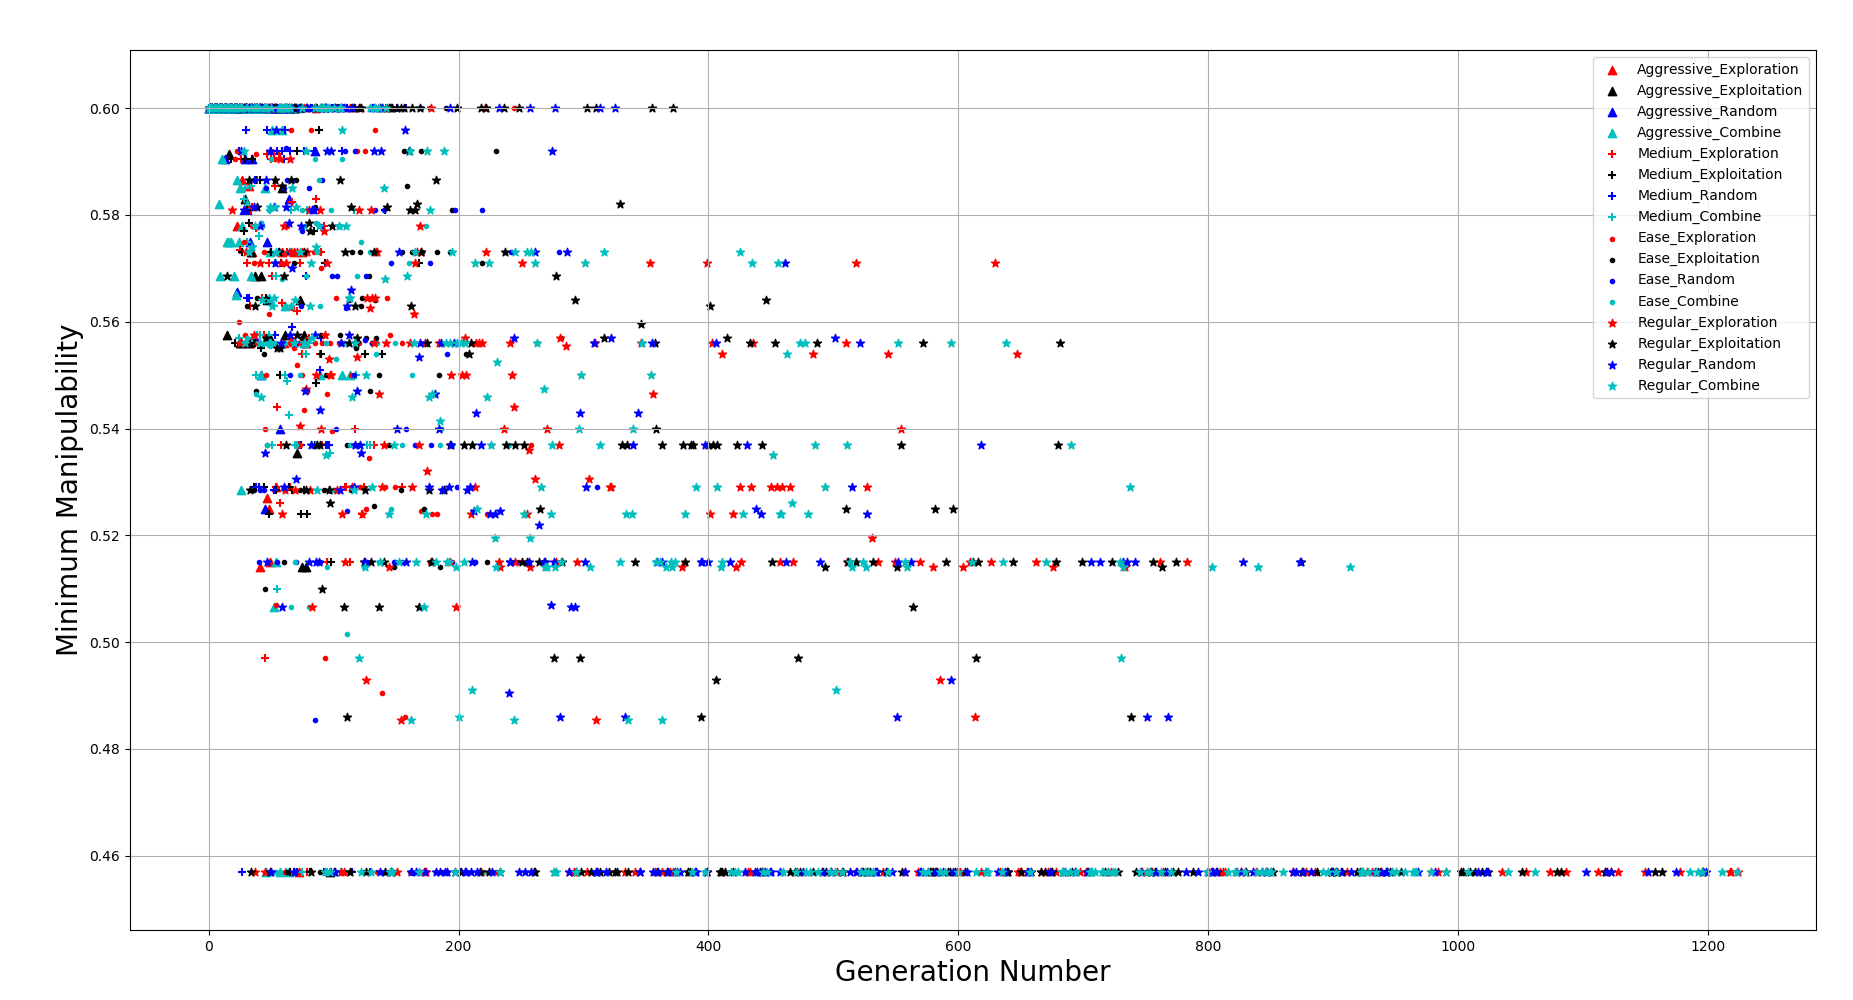 0.60
0.58
0.56
0.54
0.52
0.50
0.48
0.46
Minimum Manipulability
0 200 400 600 800 1000 1200
Generation Number
Aggressive_Exploration
Aggressive_Exploitation
Aggressive_Random
Aggressive_Combine
Medium_Exploration
Medium_Exploitation
Medium_Random
Medium_Combine
Ease_Exploration
Ease_Exploitation
Ease_Random
Ease_Combine
Regular_Exploration
Regular_Exploitation
Regular_Random
Regular_Combine